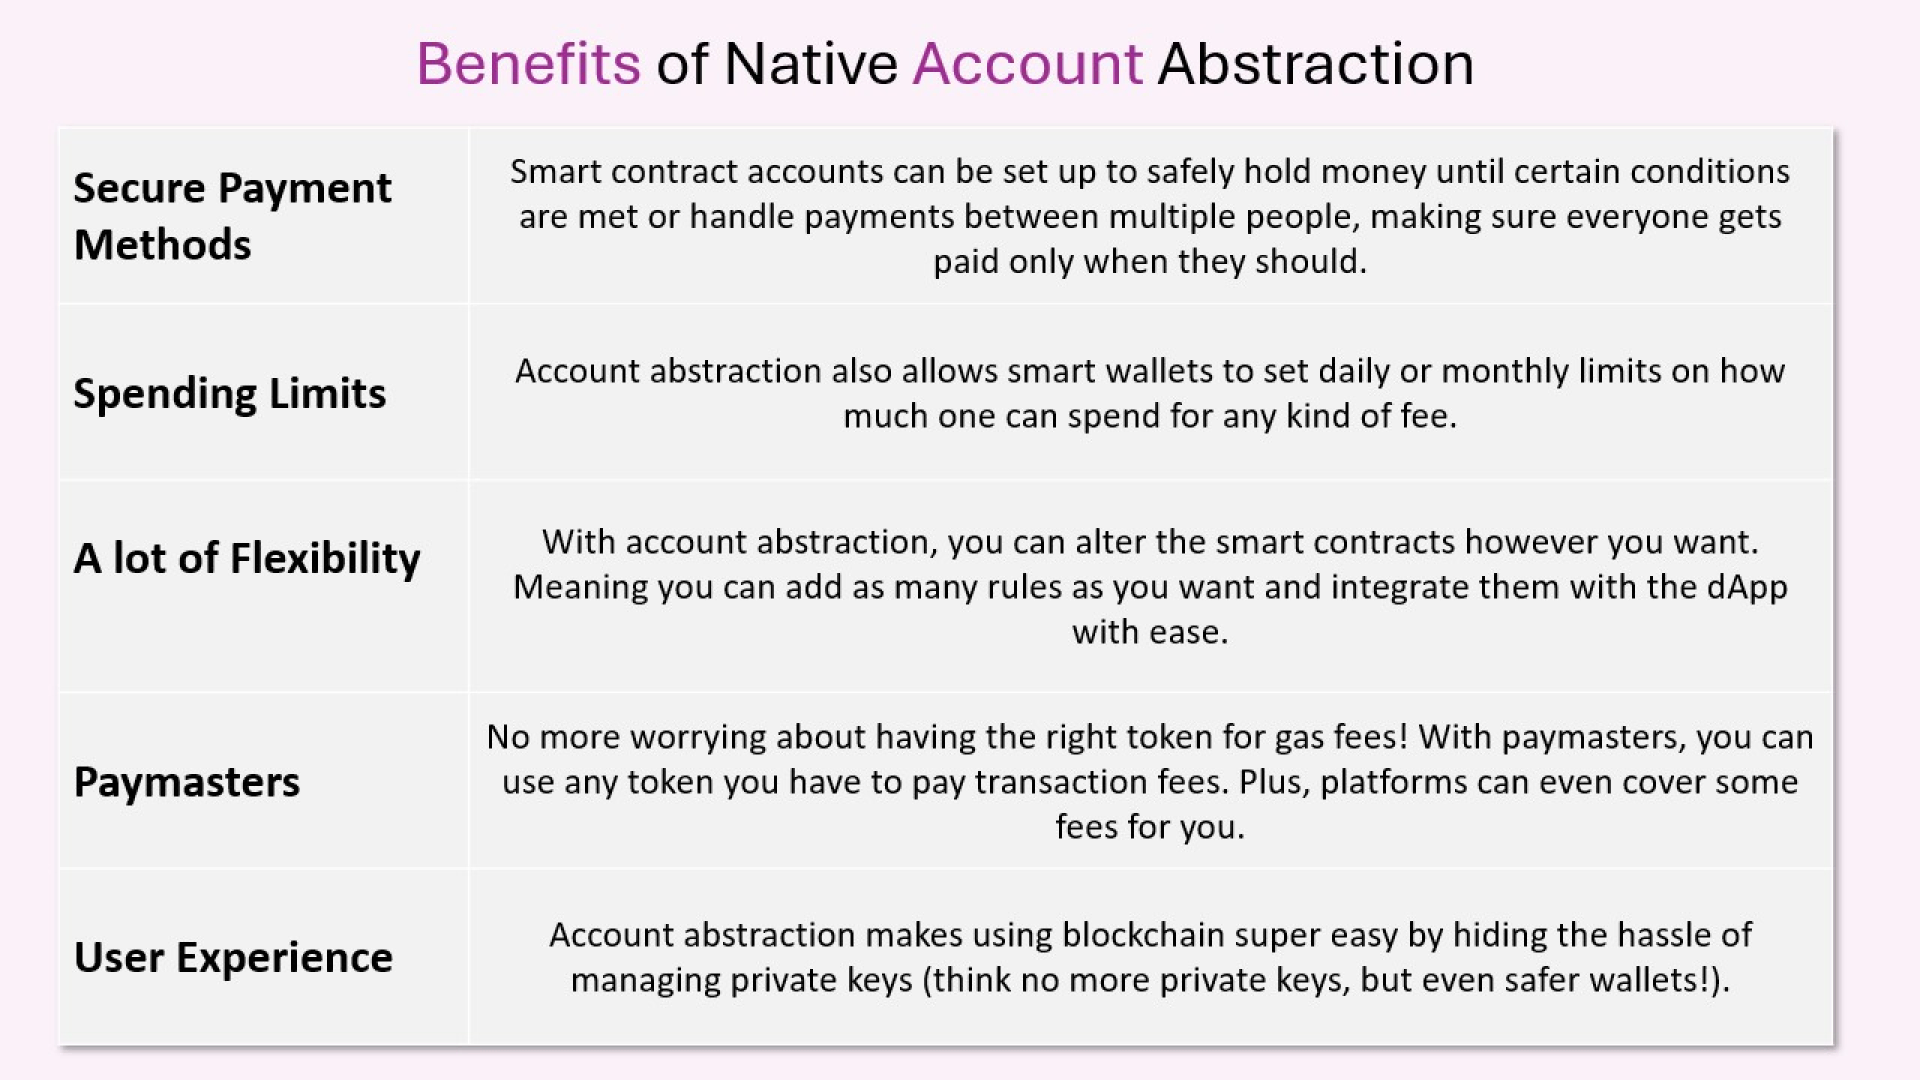 Benefits of Native Account Abstraction
Secure Payment
Methods
Smart contract accounts can be set up to safely hold money until certain conditions
are met or handle payments between multiple people, making sure everyone gets
paid only when they should.
Spending Limits
Account abstraction also allows smart wallets to set daily or monthly limits on how
much one can spend for any kind of fee.
A lot of Flexibility
With account abstraction, you can alter the smart contracts however you want.
Meaning you can add as many rules as you want and integrate them with the dApp
with ease.
Paymasters
No more worrying about having the right token for gas fees! With paymasters, you can
use any token you have to pay transaction fees. Plus, platforms can even cover some
fees for you.
User Experience
Account abstraction makes using blockchain super easy by hiding the hassle of
managing private keys (think no more private keys, but even safer wallets!).